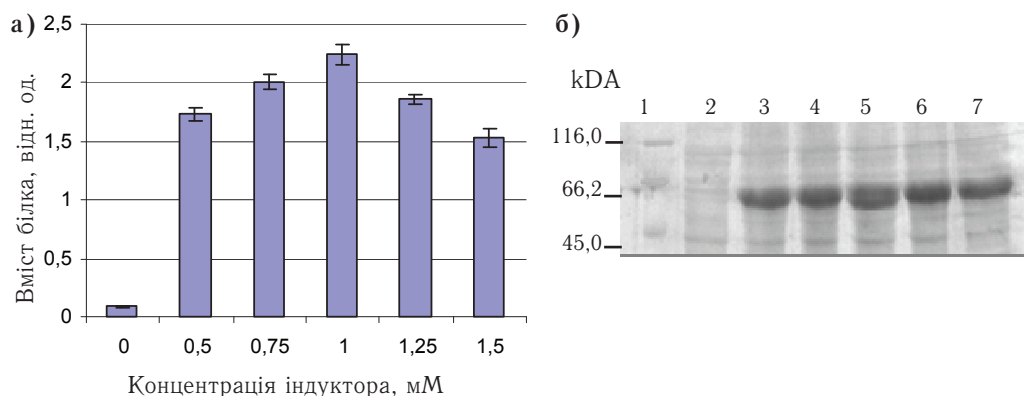 а)
2,5
2
1,5
1
0,5
0
Вміст білка, відн. од.
0 0,5 0,75 1 1,25 1,5
Концентрація індуктора, мМ
б)
kDA
1 2 3 4 5 6 7
116,0
66,2
45,0